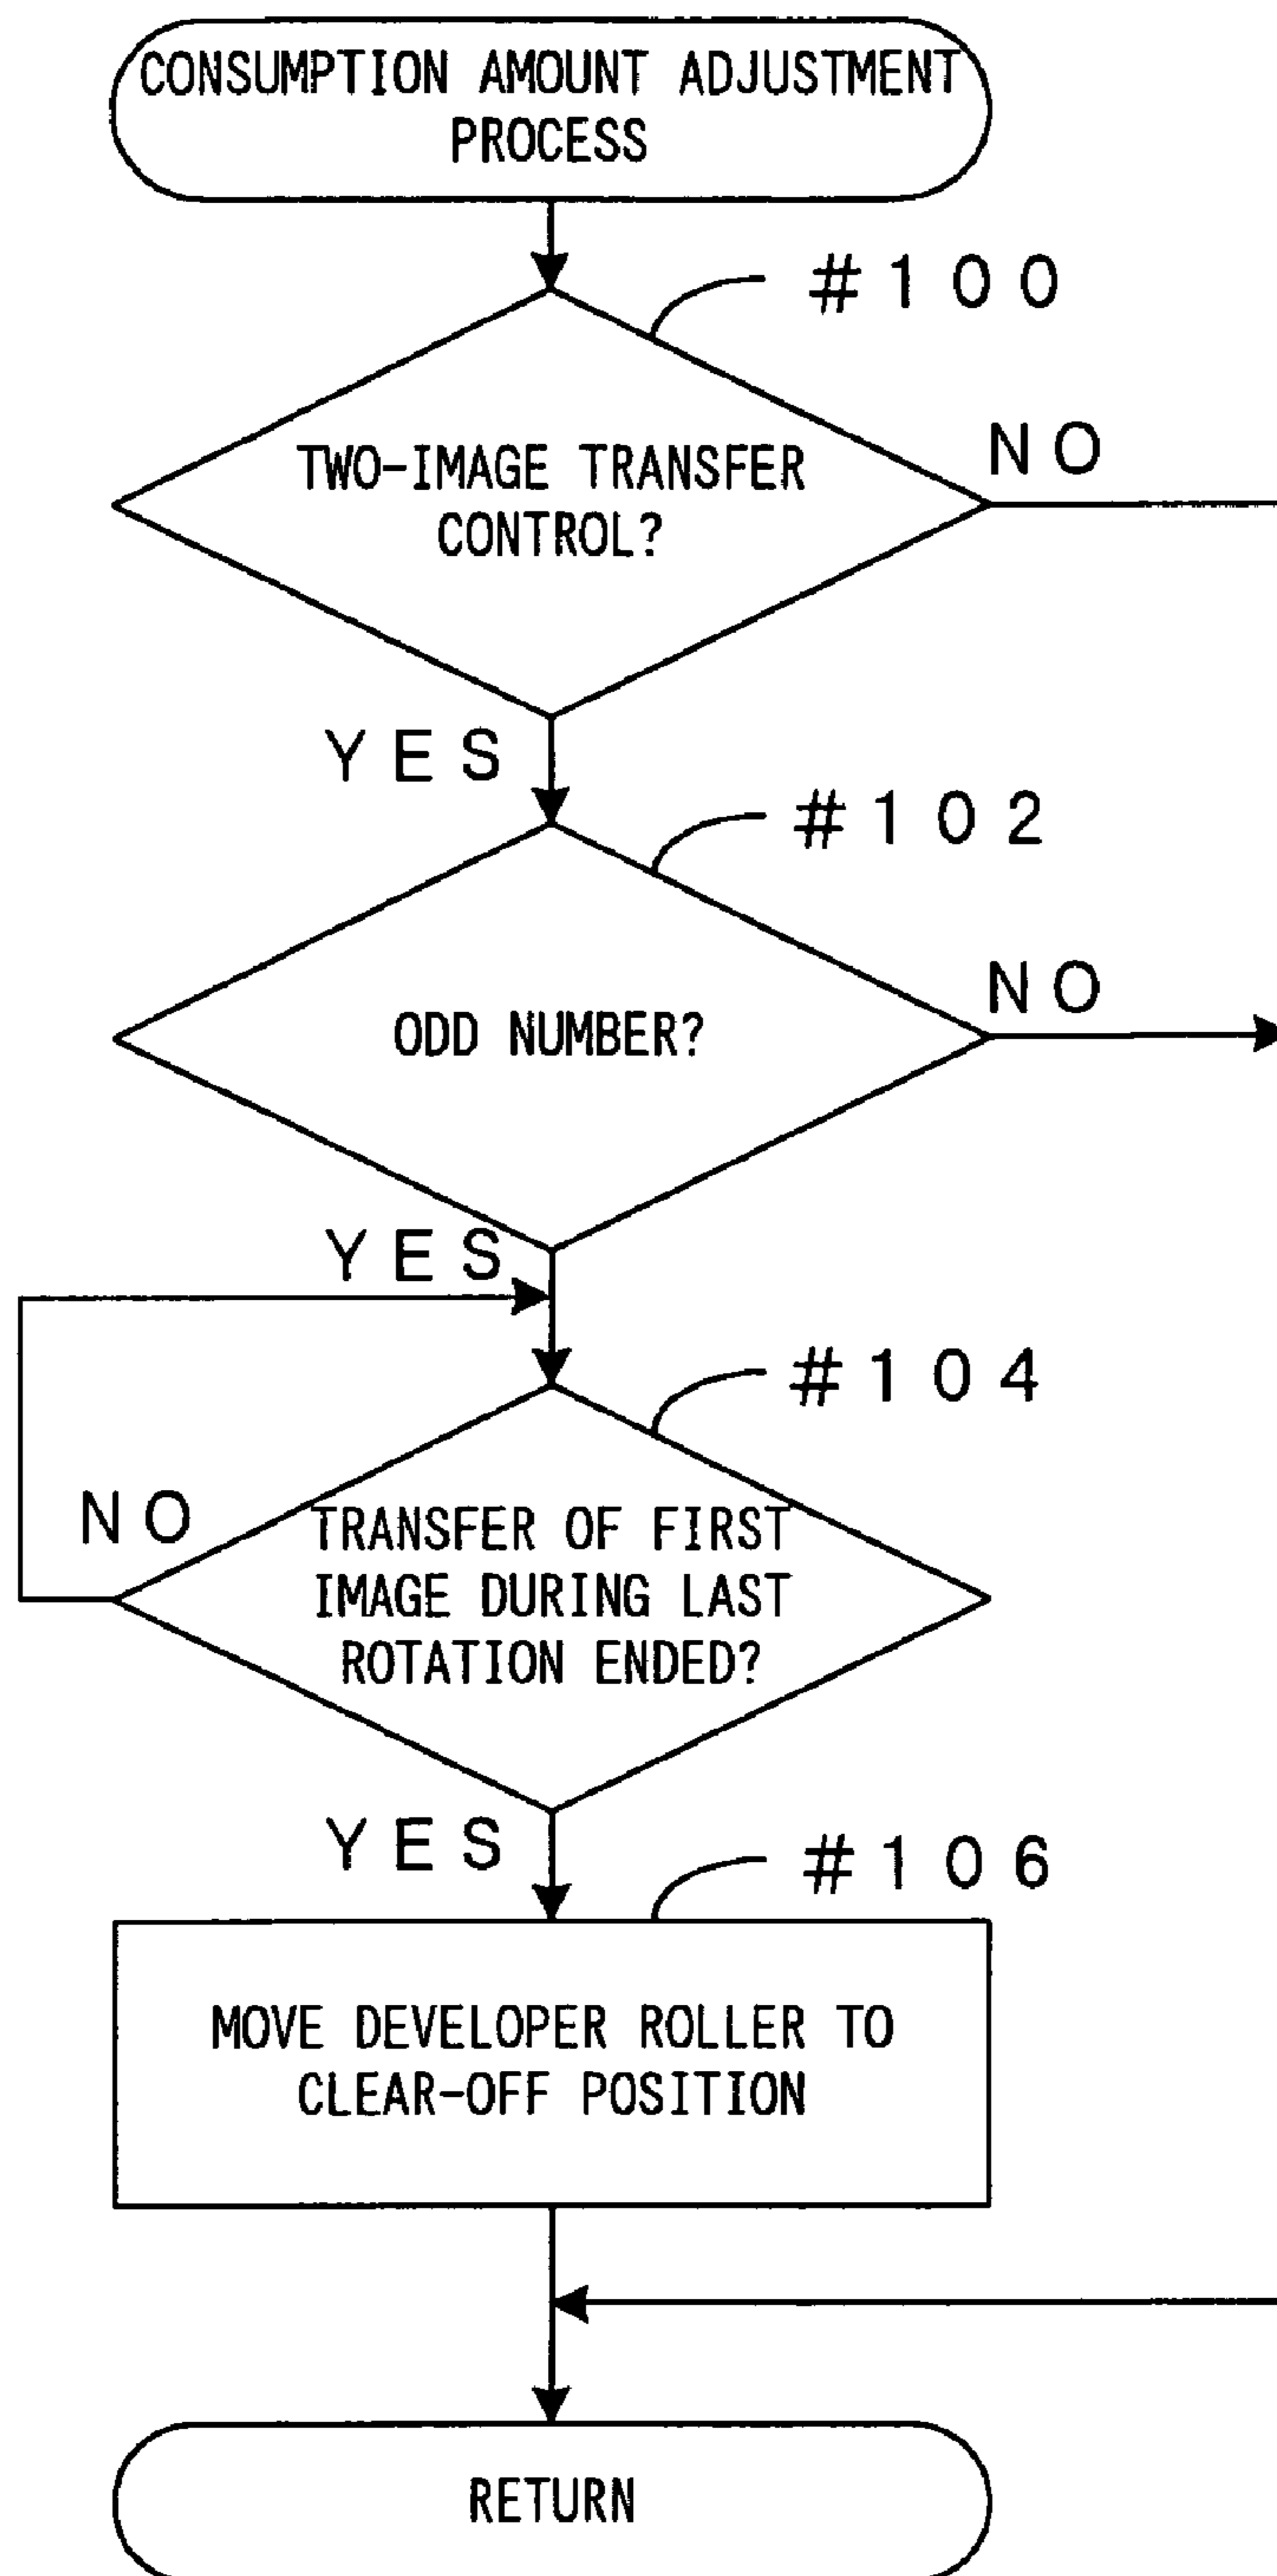 CONSUMPTION AMOUNT ADJUSTMENT
PROCESS
#100
TWO-IMAGE TRANSFER
CONTROL?
NO
YES
#102
ODD NUMBER?
NO
YES
#104
NO
TRANSFER OF FIRST
IMAGE DURING LAST
ROTATION ENDED?
YES
#106
MOVE DEVELOPER ROLLER TO
CLEAR-OFF POSITION
RETURN